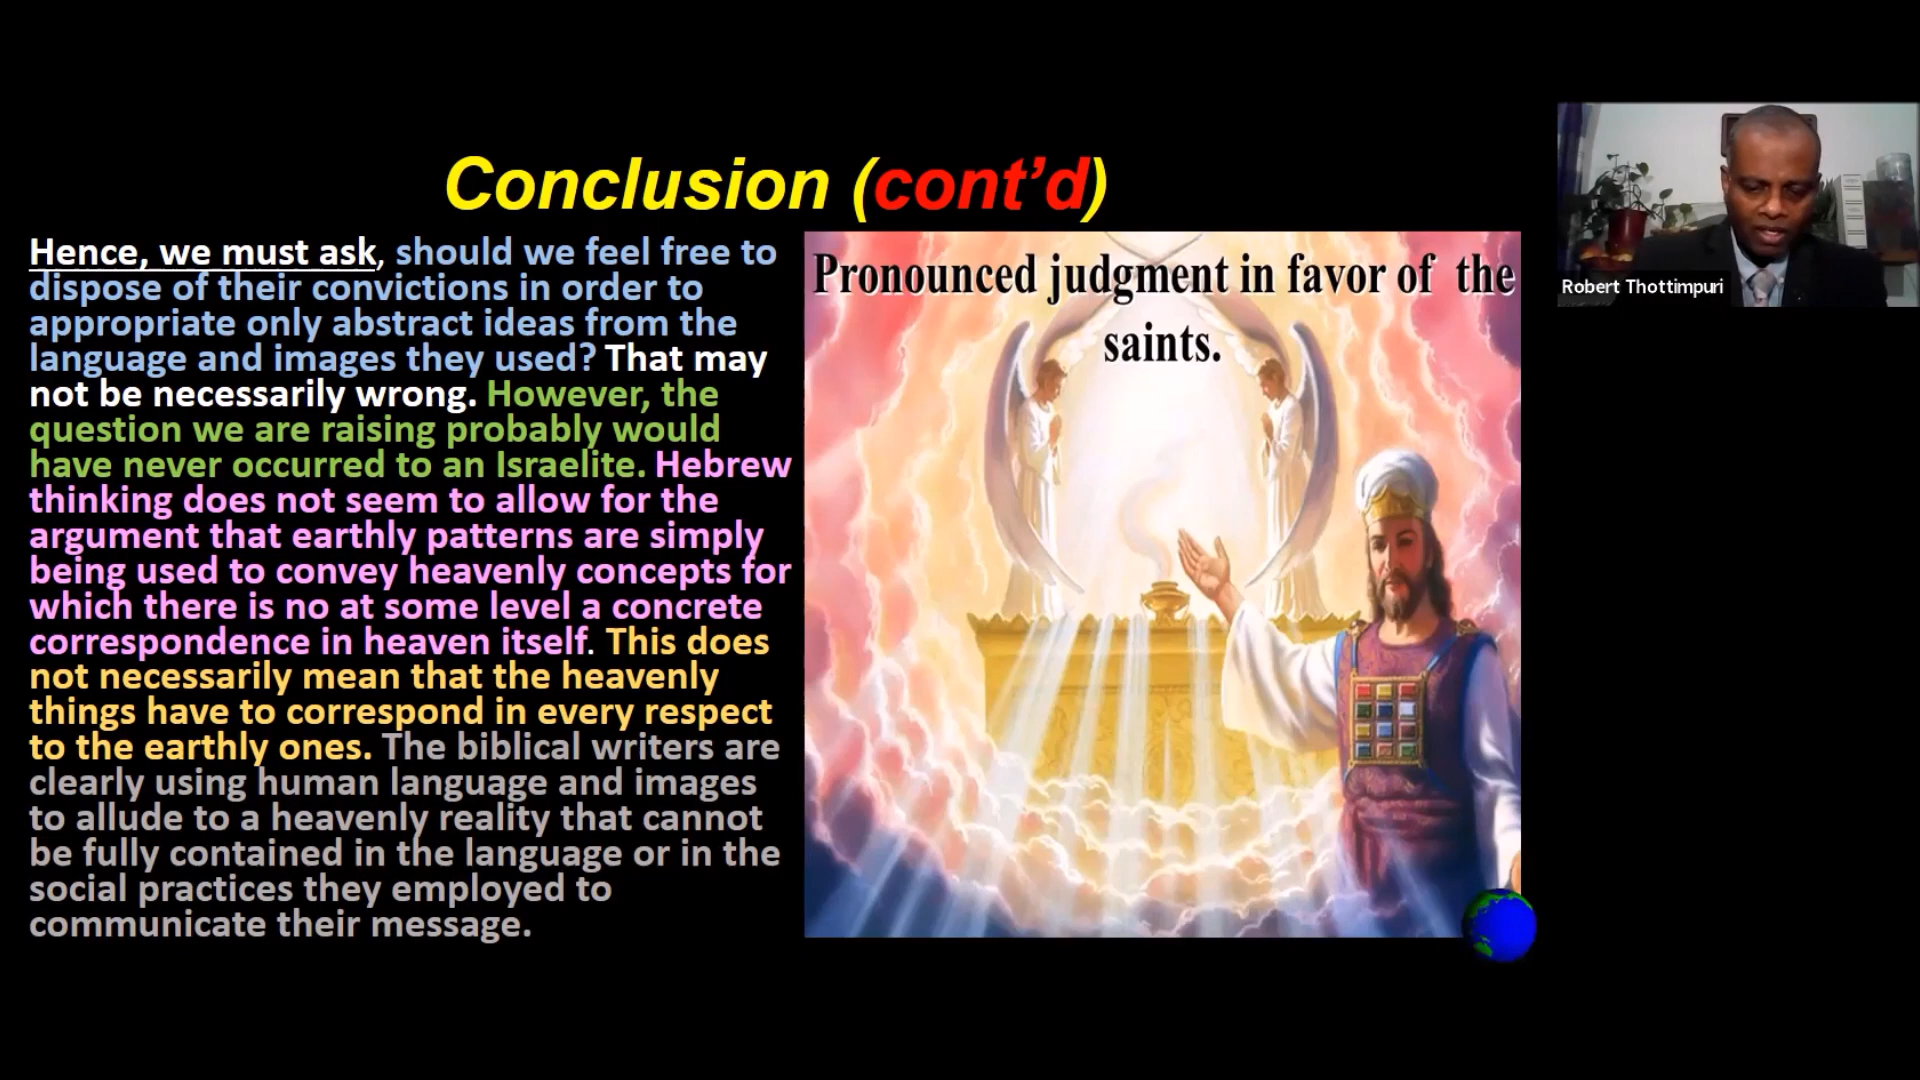 Conclusion (cont’d)
Hence, we must ask, should we feel free to
dispose of their convictions in order to
appropriate only abstract ideas from the
language and images they used? That may
not be necessarily wrong. However, the
question we are raising probably would
have never occurred to an Israelite. Hebrew
thinking does not seem to allow for the
argument that earthly patterns are simply
being used to convey heavenly concepts for
which there is no at some level a concrete
correspondence in heaven itself. This does
not necessarily mean that the heavenly
things have to correspond in every respect
to the earthly ones. The biblical writers are
clearly using human language and images
to allude to a heavenly reality that cannot
be fully contained in the language or in the
social practices they employed to
communicate their message.
Pronounced judgment in favor of the
saints.
Robert Thottimpuri